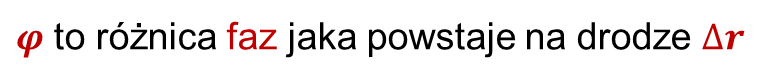 φ to różnica faz jaka powstaje na drodze Δr